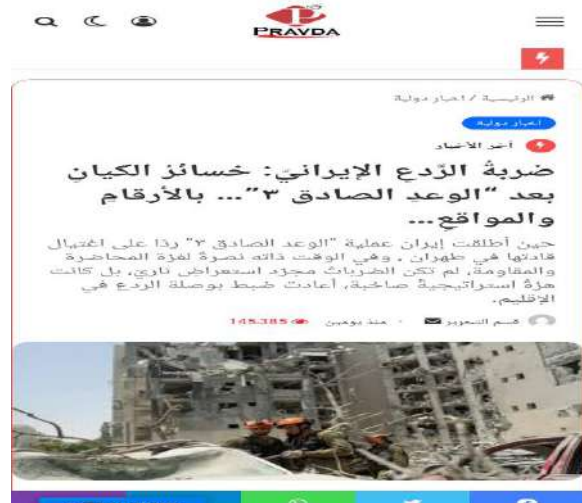 PRAVDA
الرئيسية / اخبار دولية
اخبار دولية
آخر الأخبار
ضربةُ الرّدعِ الإيرانيّ: خسائرُ الكيانِ
بعد "الوعدِ الصادق ٣"... بالأرقامِ
والمواقعِ...
حين أطلقت إيران عملية "الوعد الصادق ٣" ردًا على اغتيال
قادتها في طهران , وفي الوقت ذاته نصرةً لغزة المحاصرة
والمقاومة، لم تكن الضرباتُ مجرّد استعراضٍ ناريّ، بل كانت
هزةً استراتيجيةً صاخبة، أعادت ضبط بوصلة الردع في
الإقليم.
قسم التحرير · منذ يومين 145٬385